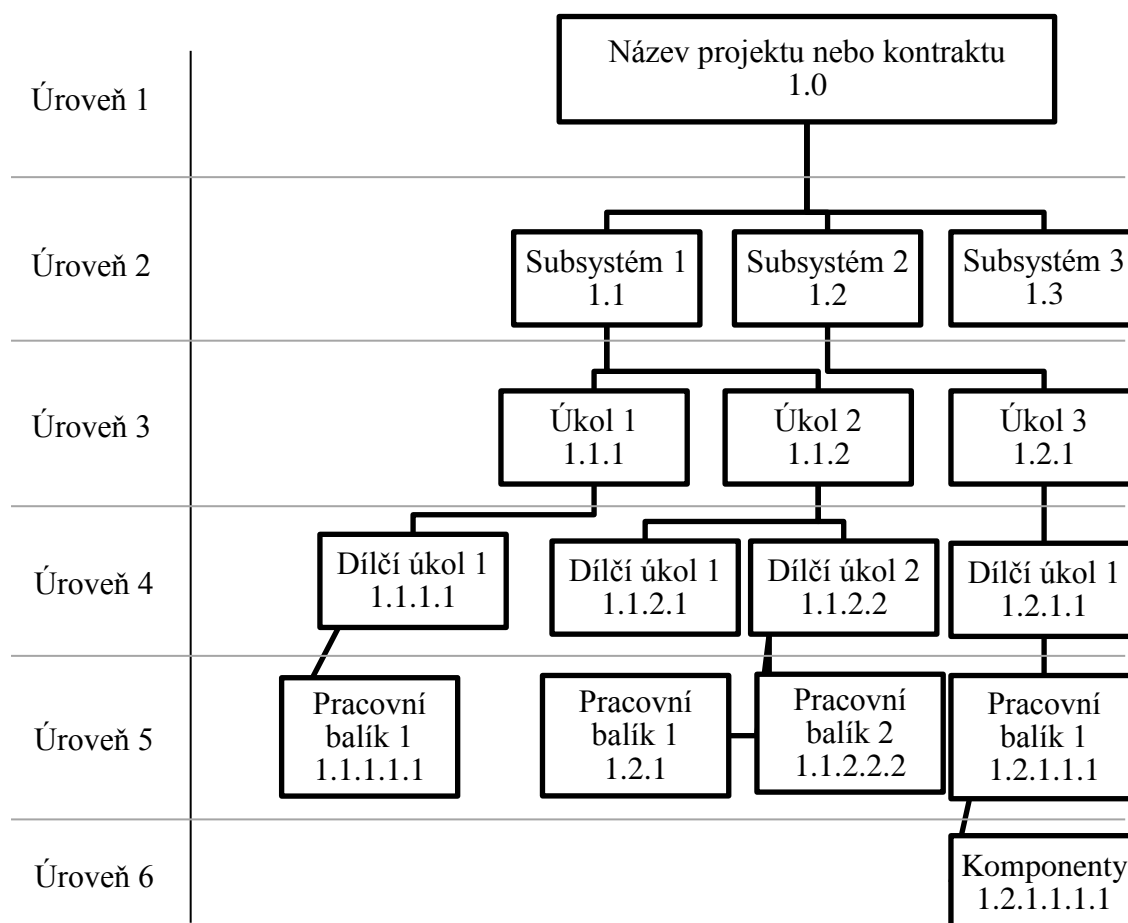 Název projektu nebo kontraktu
1.0
Úroveň 1
Úroveň 2
Subsystém 1
1.1
Subsystém 2
1.2
Subsystém 3
1.3
Úroveň 3
Úkol 1
1.1.1
Úkol 2
1.1.2
Úkol 3
1.2.1
Úroveň 4
Dílčí úkol 1
1.1.1.1
Dílčí úkol 1
1.1.2.1
Dílčí úkol 2
1.1.2.2
Dílčí úkol 1
1.2.1.1
Úroveň 5
Pracovní
balík 1
1.1.1.1.1
Pracovní
balík 1
1.2.1
Pracovní
balík 2
1.1.2.2.2
Pracovní
balík 1
1.2.1.1.1
Úroveň 6
Komponenty
1.2.1.1.1.1